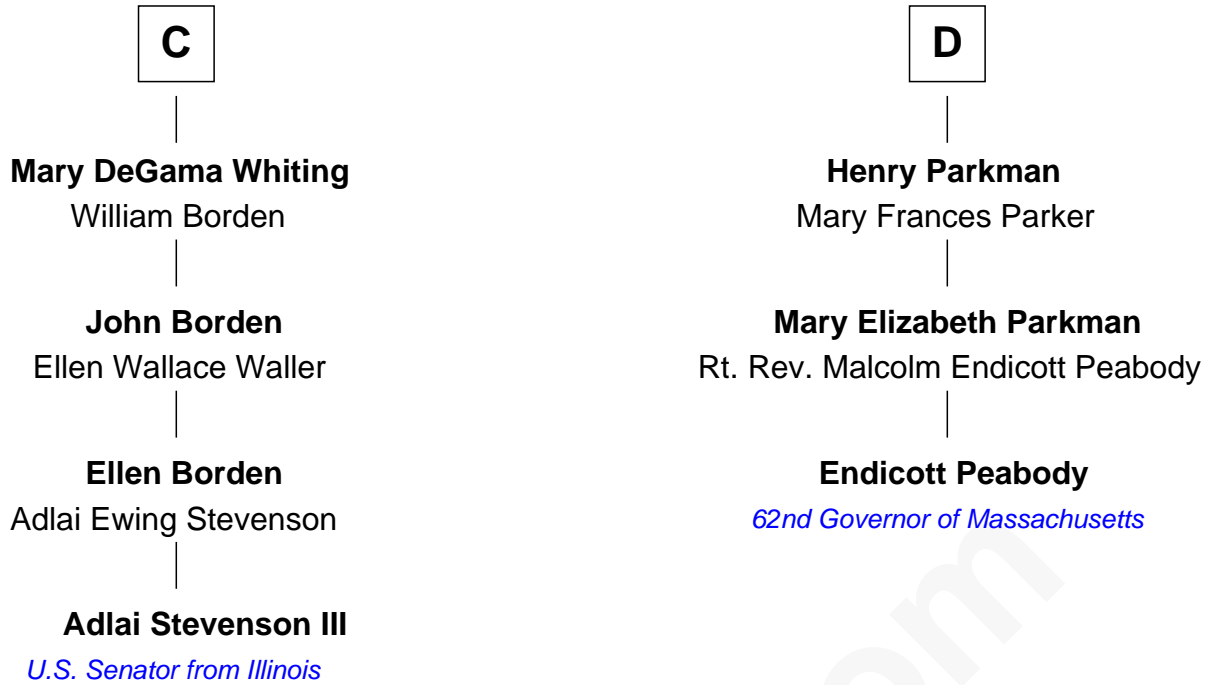 C
Mary DeGama Whiting
William Borden
John Borden
Ellen Wallace Waller
Ellen Borden
Adlai Ewing Stevenson
Adlai Stevenson III
U.S. Senator from Illinois
D
Henry Parkman
Mary Frances Parker
Mary Elizabeth Parkman
Rt. Rev. Malcolm Endicott Peabody
Endicott Peabody
62nd Governor of Massachusetts
om